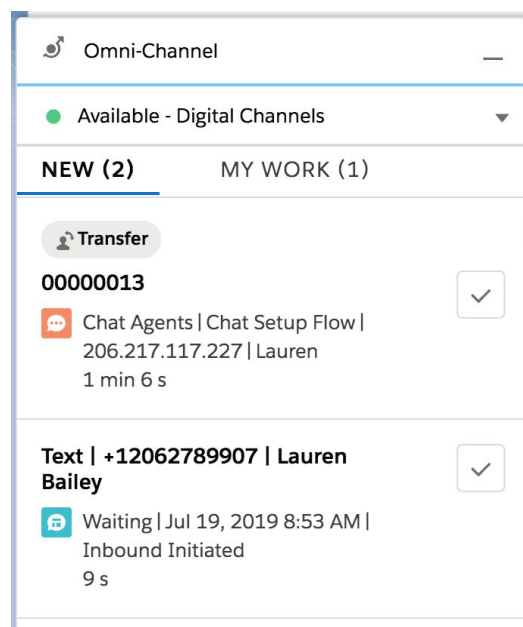 Omni-Channel
Available - Digital Channels
NEW (2) MY WORK (1)
Transfer
00000013
Chat Agents | Chat Setup Flow |
206.217.117.227 | Lauren
1 min 6 s
Text | +12062789907 | Lauren
Bailey
Waiting | Jul 19, 2019 8:53 AM |
Inbound Initiated
9 s